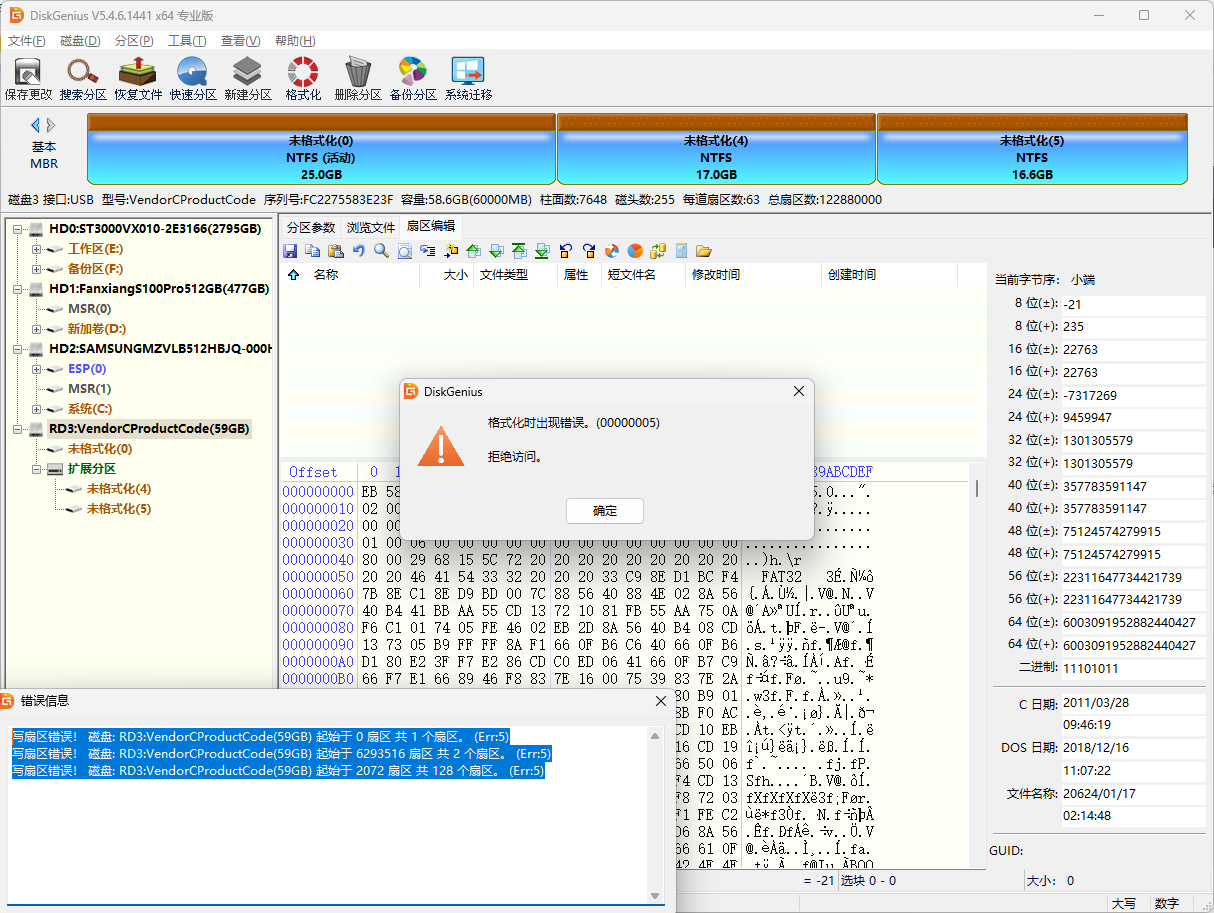 DiskGenius V5.4.6.1441 x64 专业版
文件(F) 磁盘(D) 分区(P) 工具(T) 查看(V) 帮助(H)
保存更改 搜索分区 恢复文件 快速分区 新建分区 格式化 删除分区 备份分区 系统迁移
基本
MBR
未格式化(0)
NTFS (活动)
25.0GB
未格式化(4)
NTFS
17.0GB
未格式化(5)
NTFS
16.6GB
磁盘3 接口:USB 型号:VendorCProductCode 序列号:FC2275583E23F 容量:58.6GB(60000MB) 柱面数:7648 磁头数:255 每道扇区数:63 总扇区数:122880000
HD0:ST3000VX010-2E3166(2795GB)
工作区(E:)
备份区(F:)
HD1:FanxiangS100Pro512GB(477GB)
MSR(0)
新加卷(D:)
HD2:SAMSUNGMZVLB512HBJQ-000H
ESP(0)
MSR(1)
系统(C:)
RD3:VendorCProductCode(59GB)
未格式化(0)
扩展分区
未格式化(4)
未格式化(5)
分区参数 浏览文件 扇区编辑
名称 大小 文件类型 属性 短文件名 修改时间 创建时间
DiskGenius
格式化时出现错误。(00000005)
拒绝访问。
确定
Offset 0 1 9ABCDEF
000000000 EB 58
000000010 02 00
000000020 00 00
000000030 01 00 06 00 00 00 00 00 00 00 00 00 00 00 00 00
000000040 80 00 29 68 15 5C 72 20 20 20 20 20 20 20 20 20 ..)h.\r
000000050 20 20 46 41 54 33 32 20 20 20 33 C9 8E D1 BC F4 FAT32 3É.Ñ¼ô
000000060 7B 8E C1 8E D9 BD 00 7C 88 56 40 88 4E 02 8A 56 {.Á.Ù½.|.V@.N..V
000000070 40 B4 41 BB AA 55 CD 13 72 10 81 FB 55 AA 75 0A @´A»ªUÍ.r..ûUªu.
000000080 F6 C1 01 74 05 FE 46 02 EB 2D 8A 56 40 B4 08 CD öÁ.t.þF.ë-.V@´.Í
000000090 13 73 05 B9 FF FF 8A F1 66 0F B6 C6 40 66 0F B6 .s.¹ÿÿ.ñf.¶Æ@f.¶
0000000A0 D1 80 E2 3F F7 E2 86 CD C0 ED 06 41 66 0F B7 C9 Ñ.â?÷â.ÍÀí.Af.·É
0000000B0 66 F7 E1 66 89 46 F8 83 7E 16 00 75 39 83 7E 2A f÷áf.Fø.~..u9.~*
= -21 选块 0 - 0
大小: 0
当前字节序: 小端
8 位(±): -21
8 位(+): 235
16 位(±): 22763
16 位(+): 22763
24 位(±): -7317269
24 位(+): 9459947
32 位(±): 1301305579
32 位(+): 1301305579
40 位(±): 357783591147
40 位(+): 357783591147
48 位(±): 75124574279915
48 位(+): 75124574279915
56 位(±): 22311647734421739
56 位(+): 22311647734421739
64 位(±): 6003091952882440427
64 位(+): 6003091952882440427
二进制: 11101011
C 日期: 2011/03/28
09:46:19
DOS 日期: 2018/12/16
11:07:22
文件名称: 20624/01/17
02:14:48
GUID:
大写 数字
错误信息
写扇区错误! 磁盘: RD3:VendorCProductCode(59GB) 起始于 0 扇区 共 1 个扇区。 (Err:5)
写扇区错误! 磁盘: RD3:VendorCProductCode(59GB) 起始于 6293516 扇区 共 2 个扇区。 (Err:5)
写扇区错误! 磁盘: RD3:VendorCProductCode(59GB) 起始于 2072 扇区 共 128 个扇区。 (Err:5)